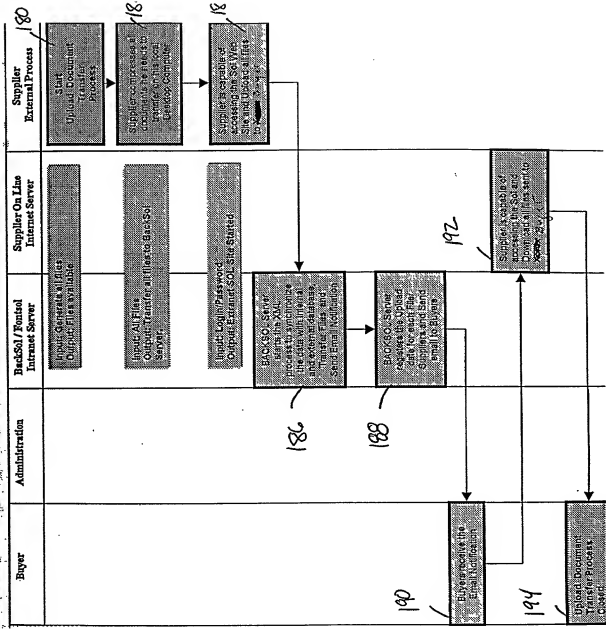 Buyer
Administration
BackSol / Fontsol
Intranet Server
Supplier On Line
Internet Server
Supplier
External Process
180
Start
Upload Document
Transfer
Process
Input: Generate all files
Output: Files available
18
Supplier compresses all
documents he needs to
transfer on the local
Desktop Computer
Input: All Files
Output: Transfer all files to BackSol
Server
18
Supplier is capable of
accessing the Sol Web
Site and Upload all files
to
Input: Login/Password
Output: Extranet SOL Site Started
BACKSOL Server
starts the XML
process to synchronize
the data with internal
and external database,
Transfer Files and
Send Email Notification
186
BACKSOL Server
registers the Upload
data for each file/
Suppliers and Send
email to Buyers
188
Buyers receive the
Email Notification
190
Supplier is capable of
accessing the Sol and
Download all files sent to
192
Upload Document
Transfer Process
Closed
194